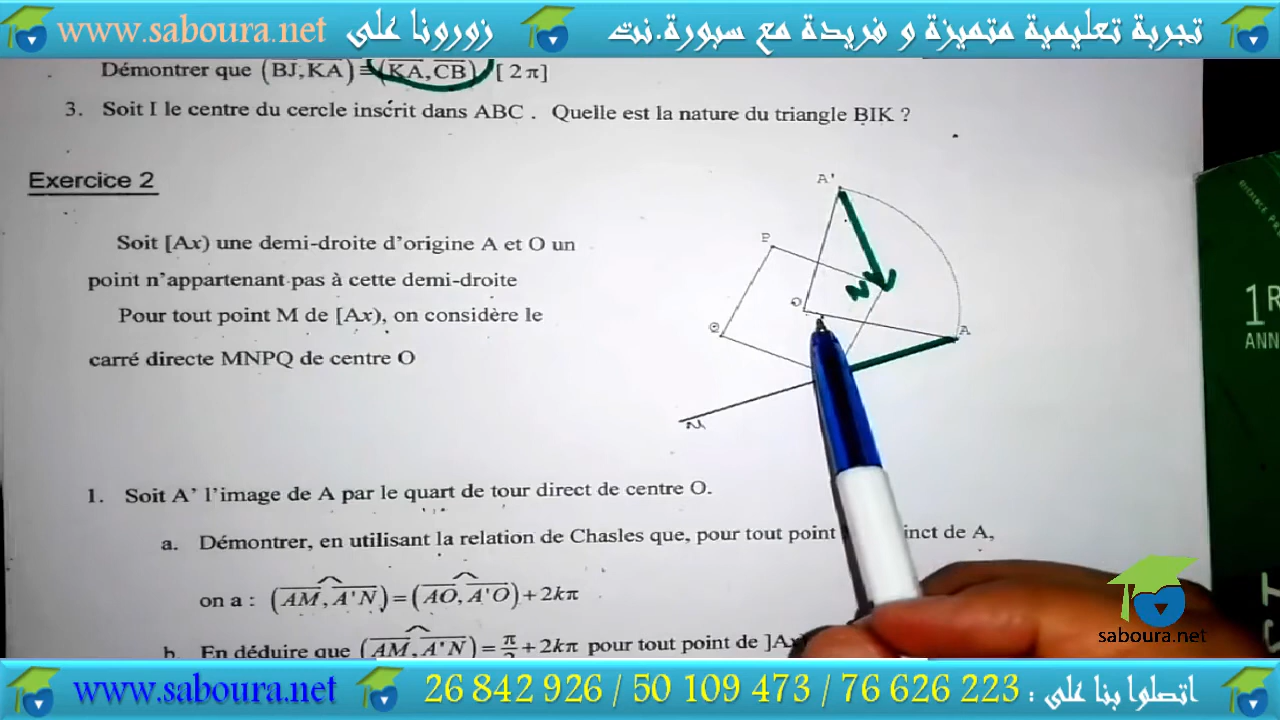 www.saboura.net زورونا على تجربة تعليمية متميزة و فريدة مع سبورة.نت
Démontrer que (BJ, KA) ≡ (KA, CB) [2π]
3. Soit I le centre du cercle inscrit dans ABC . Quelle est la nature du triangle BIK ?
Exercice 2
Soit [Ax) une demi-droite d'origine A et O un
point n'appartenant pas à cette demi-droite
Pour tout point M de [Ax), on considère le
carré directe MNPQ de centre O
A'
P
N
O
Q
A
1. Soit A' l'image de A par le quart de tour direct de centre O.
a. Démontrer, en utilisant la relation de Chasles que, pour tout point
de A,
on a : (AM, A'N) = (AO, A'O) + 2kπ
b. En déduire que (AM, A'N) = π/2 + 2kπ pour tout point de ]Ax)
1
ANN
saboura.net
www.saboura.net 26 842 926 / 50 109 473 / 76 626 223 : اتصلوا بنا على